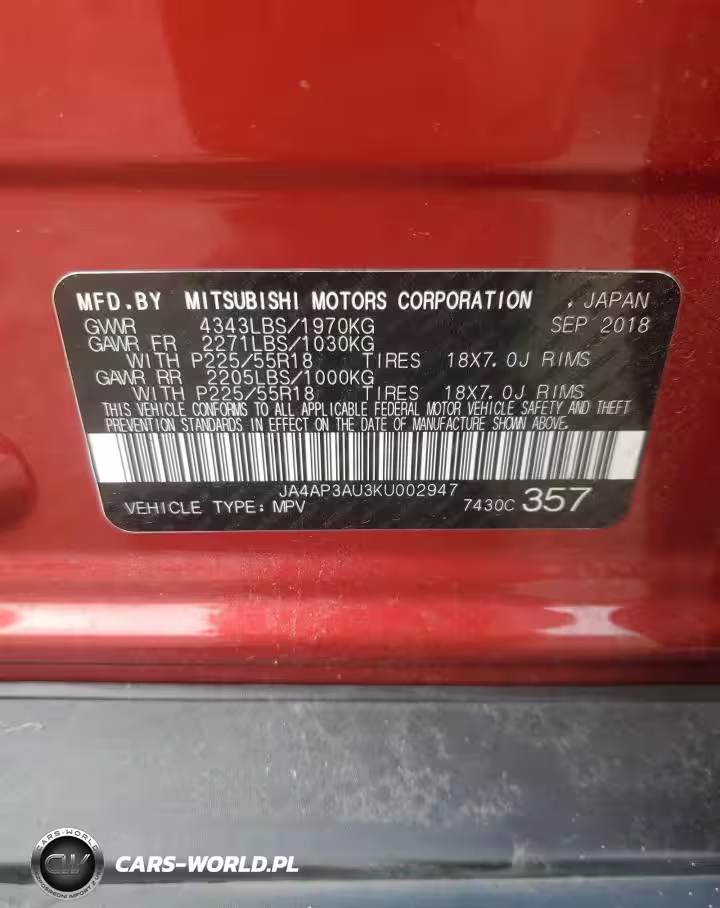 MFD.BY MITSUBISHI MOTORS CORPORATION , JAPAN
GVWR 4343LBS/1970KG SEP 2018
GAWR FR 2271LBS/1030KG
WITH P225/55R18 TIRES 18X7.0J RIMS
GAWR RR 2205LBS/1000KG
WITH P225/55R18 TIRES 18X7.0J RIMS
THIS VEHICLE CONFORMS TO ALL APPLICABLE FEDERAL MOTOR VEHICLE SAFETY AND THEFT
PREVENTION STANDARDS IN EFFECT ON THE DATE OF MANUFACTURE SHOWN ABOVE.
JA4AP3AU3KU002947
VEHICLE TYPE: MPV 7430C 357
CARS-WORLD
CW
CARS-WORLD.PL